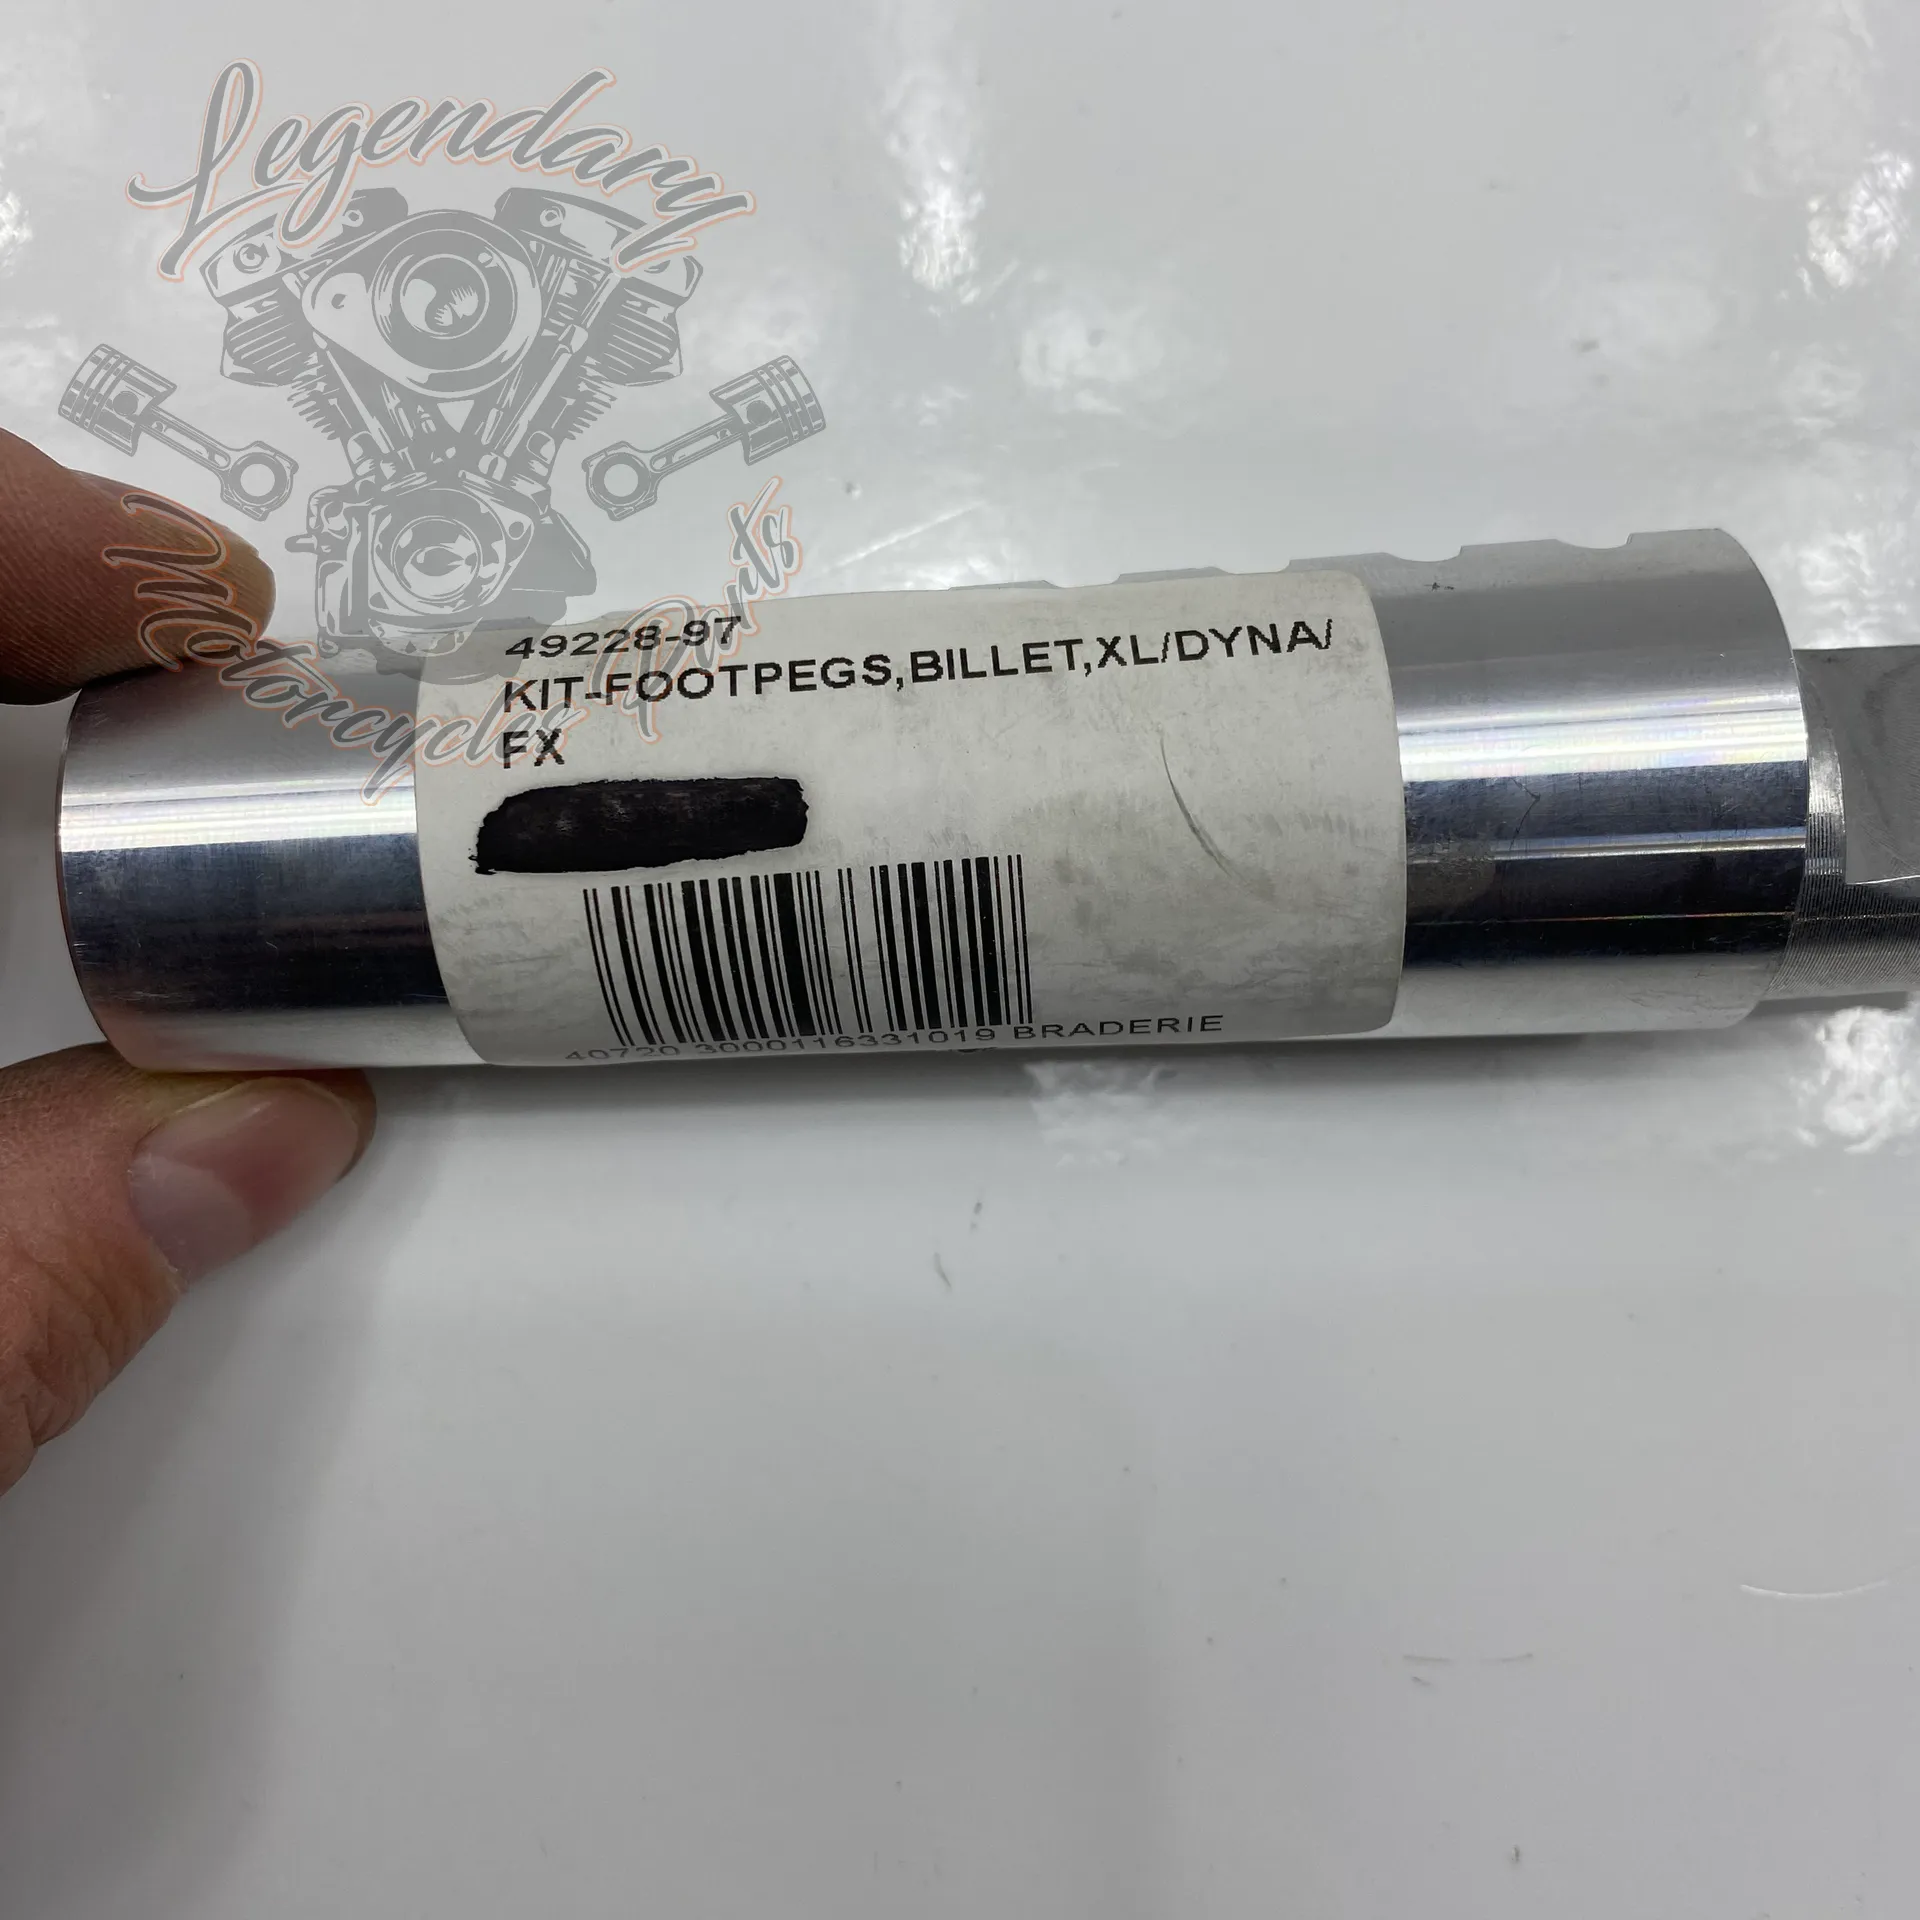 Legendary
Motorcycles Parts
49228-97
KIT-FOOTPEGS,BILLET,XL/DYNA/
FX
40720 3000116331019 BRADERIE